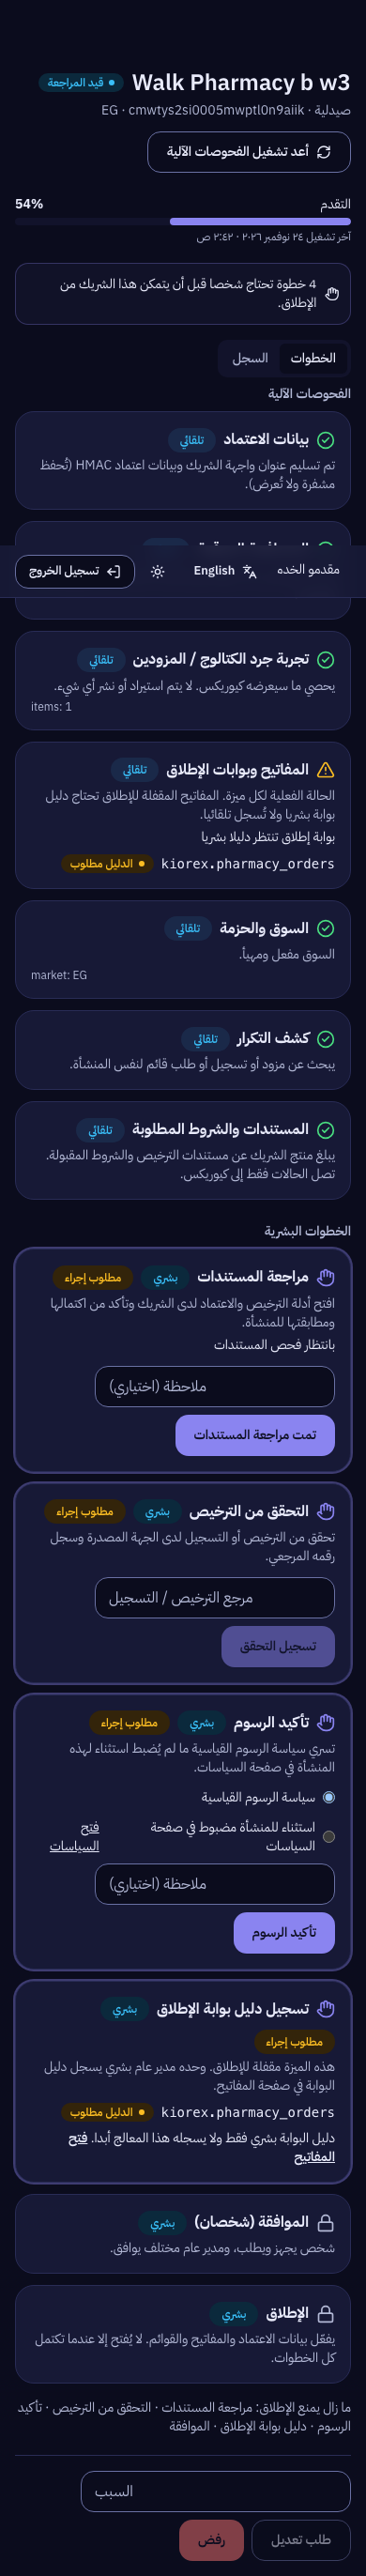 Walk Pharmacy b w3 قيد المراجعة
صيدلية · EG · cmwtys2si0005mwptl0n9aiik
أعد تشغيل الفحوصات الآلية
التقدم 54%
آخر تشغيل ٢٤ نوفمبر ٢٠٢٦ · ٢:٤٢ ص
4 خطوة تحتاج شخصا قبل أن يتمكن هذا الشريك من
الإطلاق.
الخطوات السجل
الفحوصات الآلية
بيانات الاعتماد تلقائي
تم تسليم عنوان واجهة الشريك وبيانات اعتماد HMAC (تُحفظ
مشفرة ولا تُعرض).
مقدمو الخده English تسجيل الخروج
تجربة جرد الكتالوج / المزودين تلقائي
يحصي ما سيعرضه كيوريكس. لا يتم استيراد أو نشر أي شيء.
items: 1
المفاتيح وبوابات الإطلاق تلقائي
الحالة الفعلية لكل ميزة. المفاتيح المقفلة للإطلاق تحتاج دليل
بوابة بشريا ولا تُسجل تلقائيا.
بوابة إطلاق تنتظر دليلا بشريا
kiorex.pharmacy_orders الدليل مطلوب
السوق والحزمة تلقائي
السوق مفعل ومهيأ.
market: EG
كشف التكرار تلقائي
يبحث عن مزود أو تسجيل أو طلب قائم لنفس المنشأة.
المستندات والشروط المطلوبة تلقائي
يبلغ منتج الشريك عن مستندات الترخيص والشروط المقبولة.
تصل الحالات فقط إلى كيوريكس.
الخطوات البشرية
مراجعة المستندات بشري مطلوب إجراء
افتح أدلة الترخيص والاعتماد لدى الشريك وتأكد من اكتمالها
ومطابقتها للمنشأة.
بانتظار فحص المستندات
ملاحظة (اختياري)
تمت مراجعة المستندات
التحقق من الترخيص بشري مطلوب إجراء
تحقق من الترخيص أو التسجيل لدى الجهة المصدرة وسجل
رقمه المرجعي.
مرجع الترخيص / التسجيل
تسجيل التحقق
تأكيد الرسوم بشري مطلوب إجراء
تسري سياسة الرسوم القياسية ما لم يُضبط استثناء لهذه
المنشأة في صفحة السياسات.
سياسة الرسوم القياسية
استثناء للمنشأة مضبوط في صفحة
السياسات
فتح
السياسات
ملاحظة (اختياري)
تأكيد الرسوم
تسجيل دليل بوابة الإطلاق بشري
مطلوب إجراء
هذه الميزة مقفلة للإطلاق. وحده مدير عام بشري يسجل دليل
البوابة في صفحة المفاتيح.
kiorex.pharmacy_orders الدليل مطلوب
دليل البوابة بشري فقط ولا يسجله هذا المعالج أبدا. فتح
المفاتيح
الموافقة (شخصان) بشري
شخص يجهز ويطلب، ومدير عام مختلف يوافق.
الإطلاق بشري
يفعّل بيانات الاعتماد والمفاتيح والقوائم. لا يُفتح إلا عندما تكتمل
كل الخطوات.
ما زال يمنع الإطلاق: مراجعة المستندات · التحقق من الترخيص · تأكيد
الرسوم · دليل بوابة الإطلاق · الموافقة
السبب
طلب تعديل رفض